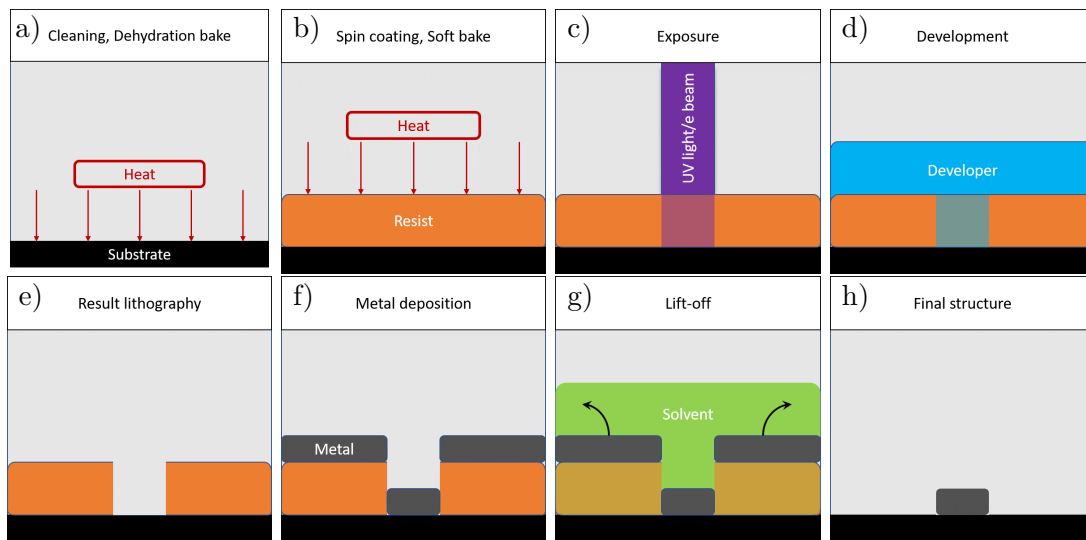 a) Cleaning, Dehydration bake
Heat
Substrate
b) Spin coating, Soft bake
Heat
Resist
c) Exposure
UV light/e beam
d) Development
Developer
e) Result lithography
f) Metal deposition
Metal
g) Lift-off
Solvent
h) Final structure